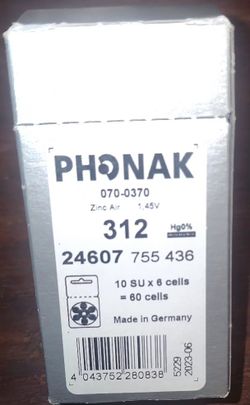 PHONAK
070-0370
Zinc Air 1.45V
312 Hg0%
24607 755 436
10 SU x 6 cells
= 60 cells
Made in Germany
4 043752 280838
5229
2023-06